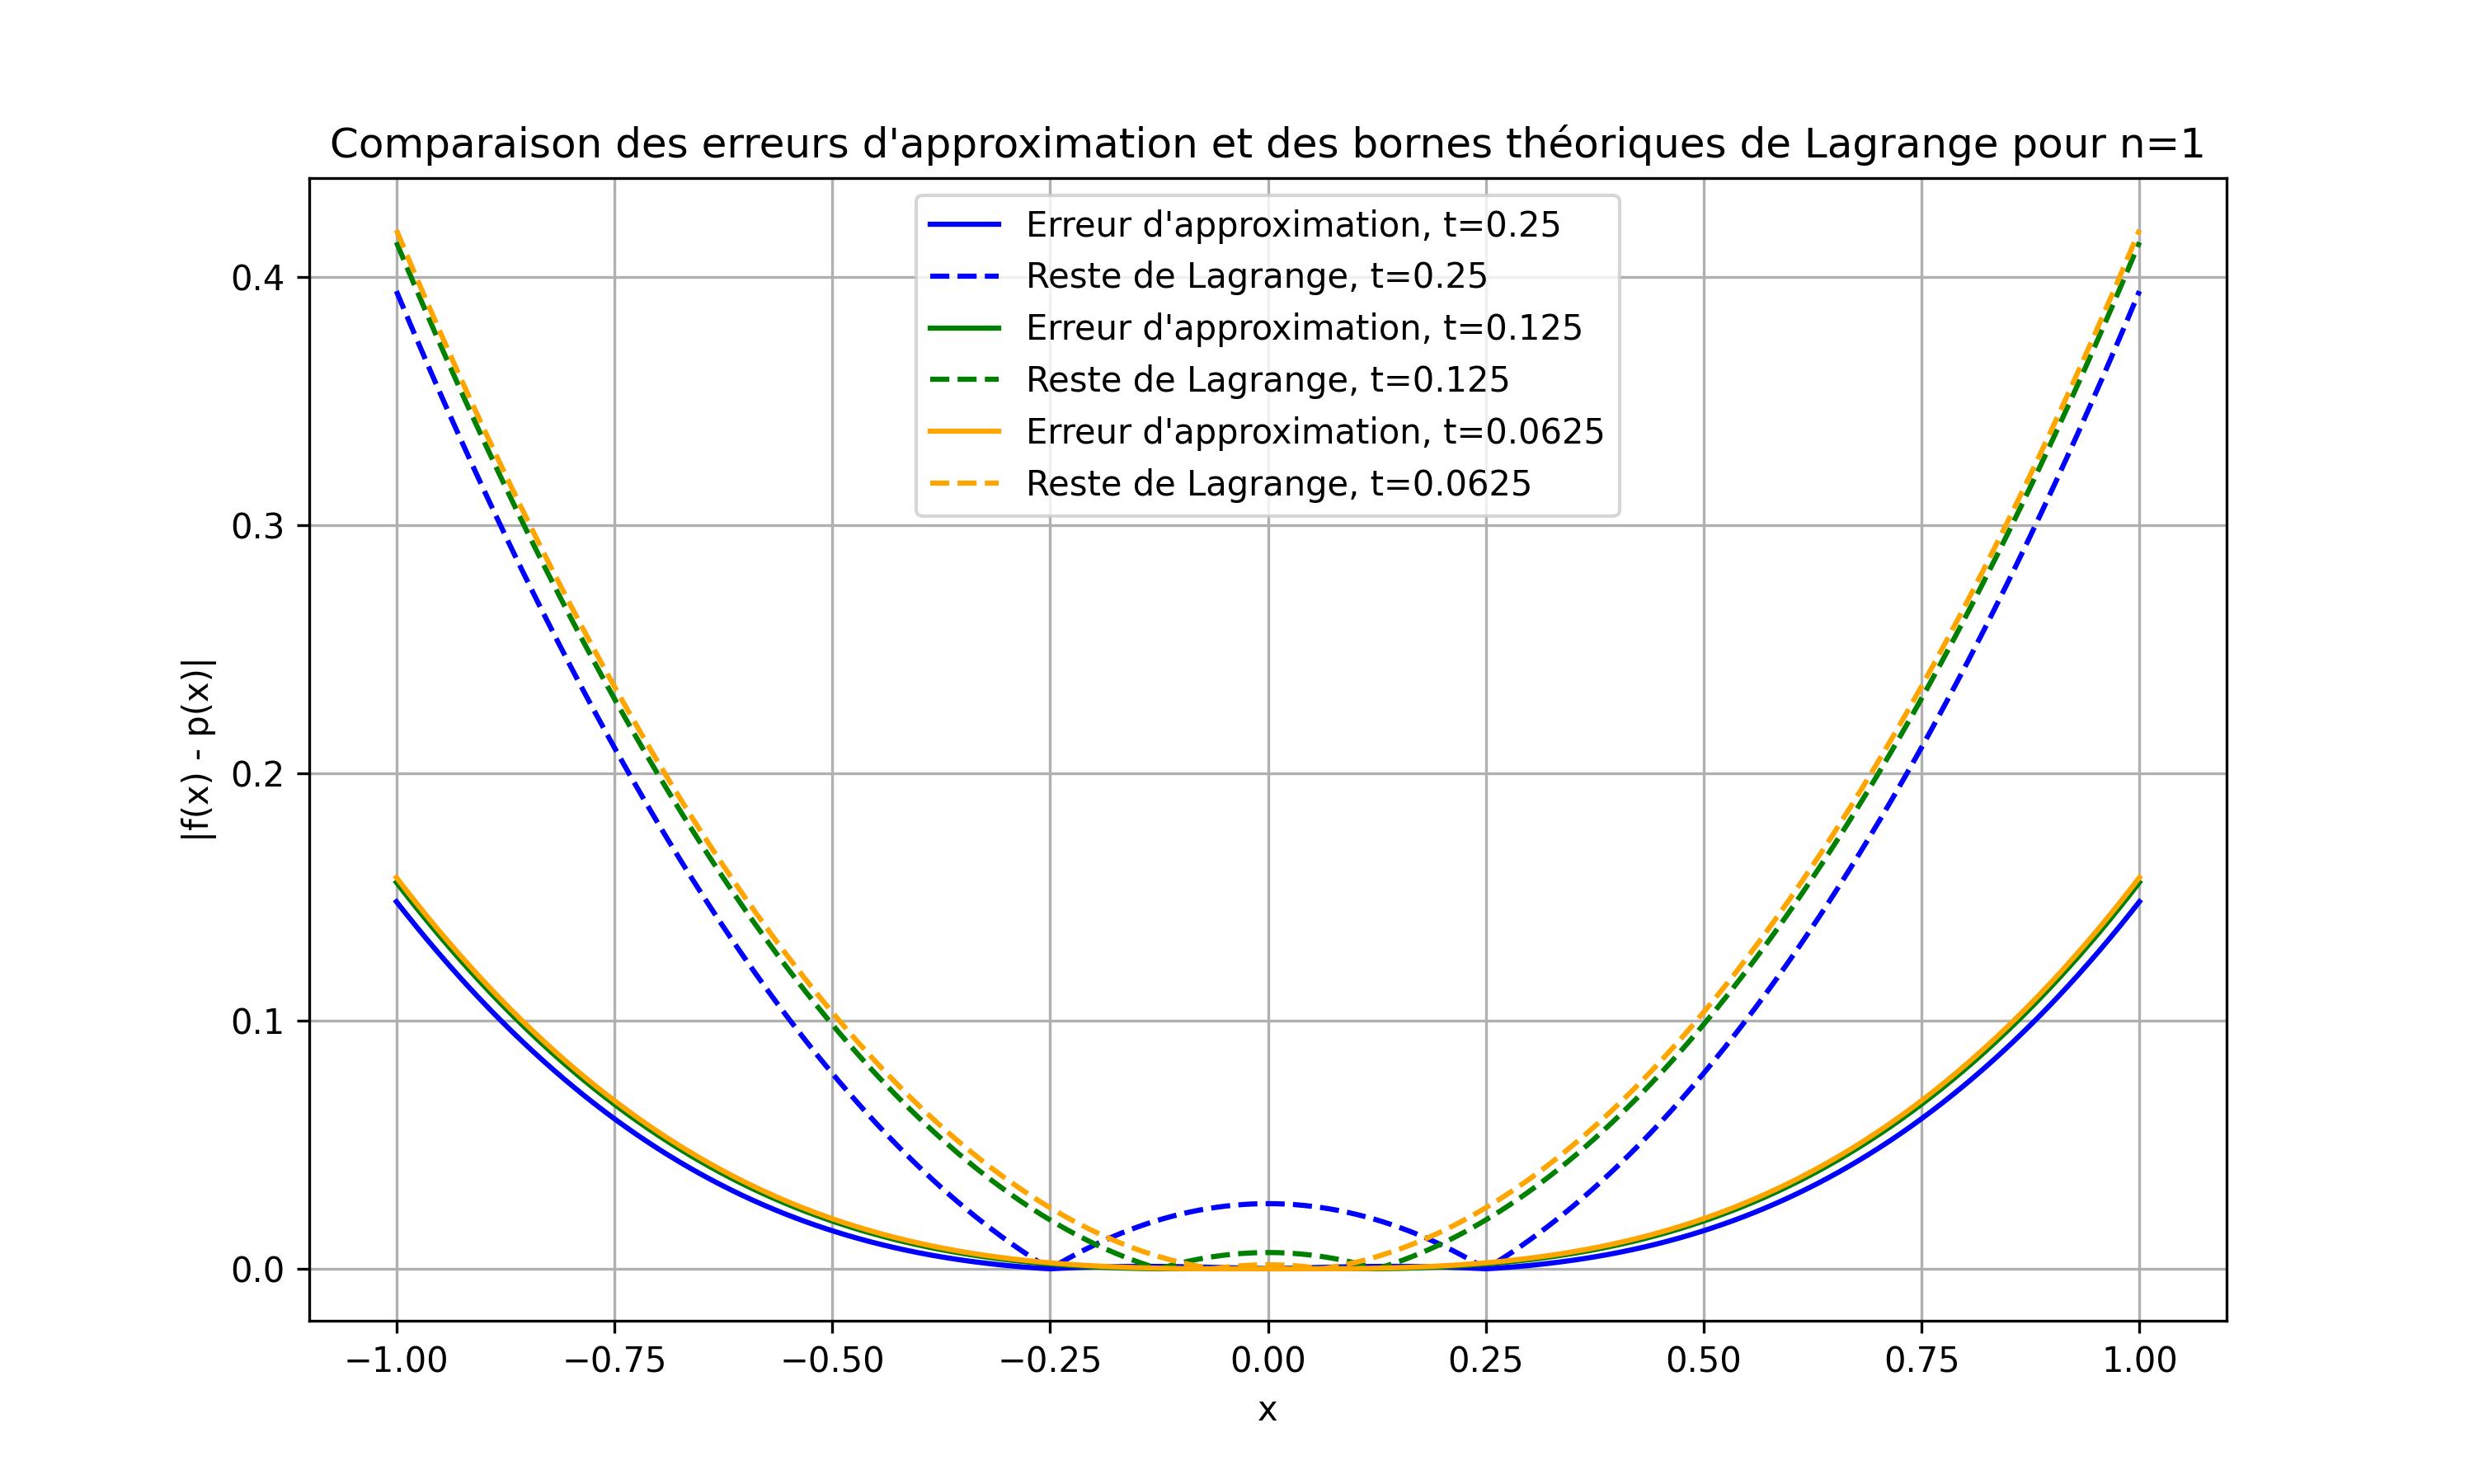 Comparaison des erreurs d'approximation et des bornes théoriques de Lagrange pour n=1
Erreur d'approximation, t=0.25
Reste de Lagrange, t=0.25
Erreur d'approximation, t=0.125
Reste de Lagrange, t=0.125
Erreur d'approximation, t=0.0625
Reste de Lagrange, t=0.0625
|f(x) - p(x)|
0.4
0.3
0.2
0.1
0.0
−1.00 −0.75 −0.50 −0.25 0.00 0.25 0.50 0.75 1.00
x